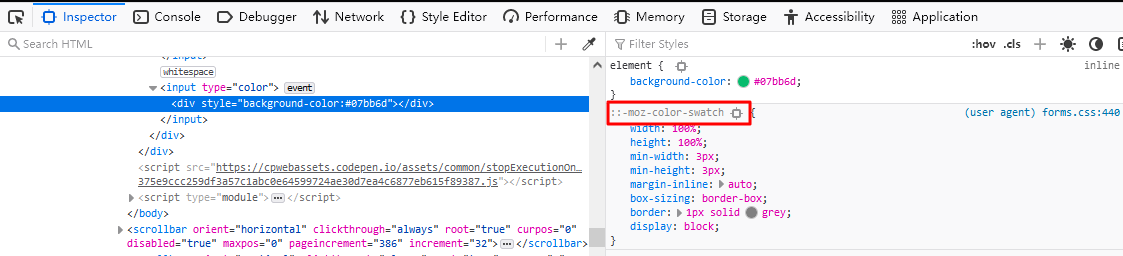 Inspector Console Debugger Network Style Editor Performance Memory Storage Accessibility Application
Search HTML
whitespace
<input type="color"> event
<div style="background-color:#07bb6d"></div>
</input>
</div>
</div>
<script src="https://cpwebassets.codepen.io/assets/common/stopExecutionOn…
375e9ccc259df3a57c1abc0e64599724ae30d7ea4c6877eb615f89387.js"></script>
<script type="module"></script>
</body>
<scrollbar orient="horizontal" clickthrough="always" root="true" curpos="0"
disabled="true" maxpos="0" pageincrement="386" increment="32"></scrollbar>
Filter Styles :hov .cls
element { inline
background-color: #07bb6d;
}
::-moz-color-swatch { (user agent) forms.css:440
width: 100%;
height: 100%;
min-width: 3px;
min-height: 3px;
margin-inline: auto;
box-sizing: border-box;
border: 1px solid grey;
display: block;
}